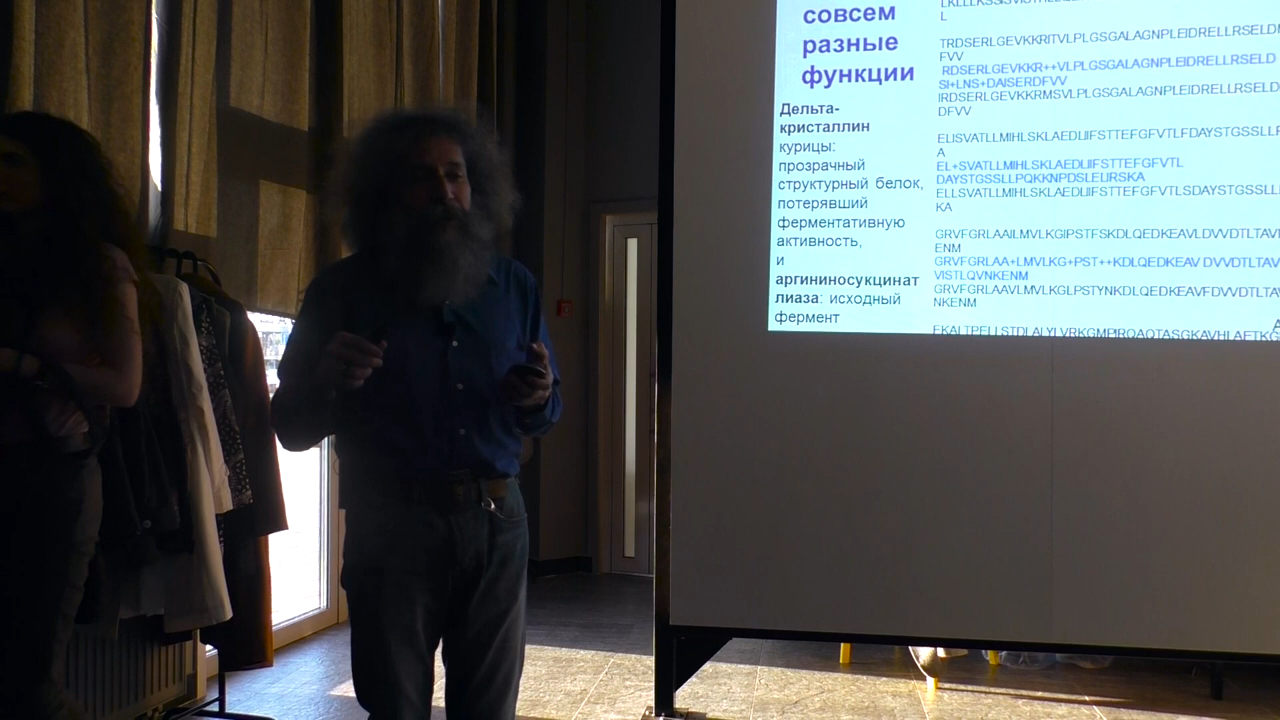 совсем
разные
функции
Дельта-
кристаллин
курицы:
прозрачный
структурный белок,
потерявший
ферментативную
активность,
и
аргининосукцинат
лиаза: исходный
фермент
L
TRDSERLGEVKKRITVLPLGSGALAGNPLEIDRELLRSELD
FVV
RDSERLGEVKKR++VLPLGSGALAGNPLEIDRELLRSELD
SI+LNS+DAISERDFVV
IRDSERLGEVKKRMSVLPLGSGALAGNPLEIDRELLRSELD
DFVV
ELISVATLLMIHLSKLAEDLIIFSTTEFGFVTLFDAYSTGSSLL
A
EL+SVATLLMIHLSKLAEDLIIFSTTEFGFVTL
DAYSTGSSLLPQKKNPDSLELIRSKA
ELLSVATLLMIHLSKLAEDLIIFSTTEFGFVTLSDAYSTGSSLL
KA
GRVFGRLAAILMVLKGIPSTFSKDLQEDKEAVLDVVDTLTAV
ENM
GRVFGRLAA+LMVLKG+PST++KDLQEDKEAV DVVDTLTAV
VISTLQVNKENM
GRVFGRLAAVLMVLKGLPSTYNKDLQEDKEAVFDVVDTLTAV
NKENM
EKALTPELLSTDLALYLVRKGMPIRQAQTASGKAVHLAETKG